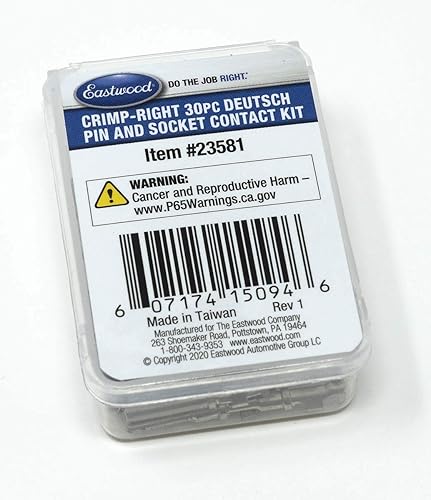 Eastwood DO THE JOB RIGHT.™
CRIMP-RIGHT 30PC DEUTSCH
PIN AND SOCKET CONTACT KIT
Item #23581
WARNING:
Cancer and Reproductive Harm –
www.P65Warnings.ca.gov
6 07174 15094 6
Made in Taiwan Rev 1
Manufactured for The Eastwood Company
263 Shoemaker Road, Pottstown, PA 19464
1-800-343-9353 www.eastwood.com
© Copyright 2020 Eastwood Automotive Group LLC